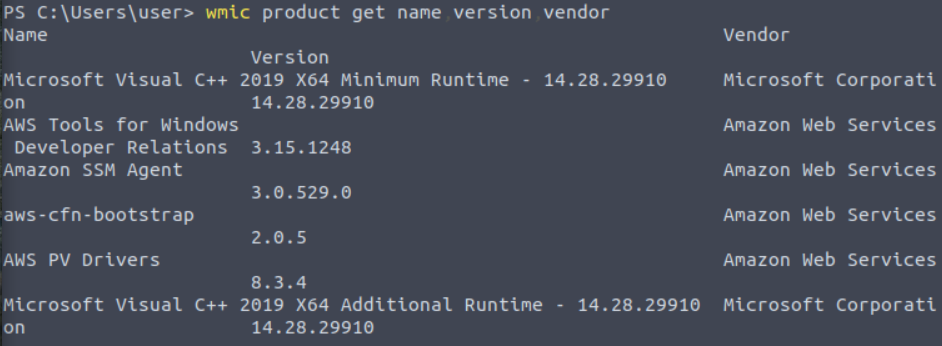 PS C:\Users\user> wmic product get name,version,vendor
Name Vendor
Version
Microsoft Visual C++ 2019 X64 Minimum Runtime - 14.28.29910 Microsoft Corporati
on 14.28.29910
AWS Tools for Windows Amazon Web Services
Developer Relations 3.15.1248
Amazon SSM Agent Amazon Web Services
3.0.529.0
aws-cfn-bootstrap Amazon Web Services
2.0.5
AWS PV Drivers Amazon Web Services
8.3.4
Microsoft Visual C++ 2019 X64 Additional Runtime - 14.28.29910 Microsoft Corporati
on 14.28.29910